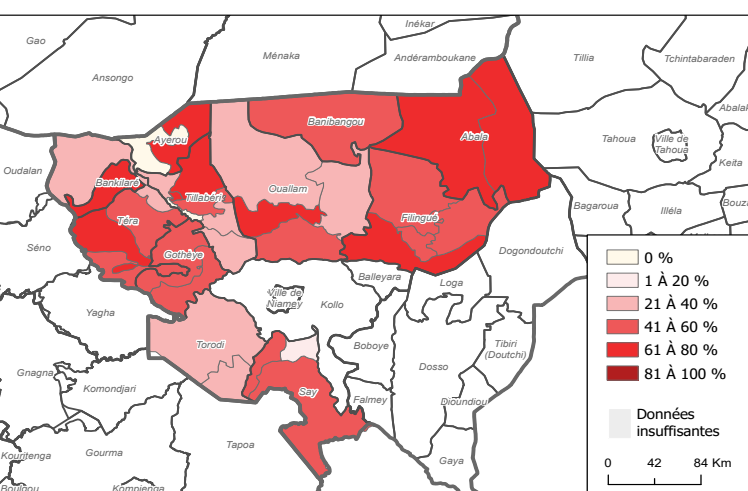 Inékar
Gao
Ménaka
Andéramboukane
Tillia
Tchintabaraden
Ansongo
Abalak
Banibangou
Ayerou
Abala
Tahoua
Ville de
Tahoua
Keita
Oudalan
Bankilaré
Ouallam
Tillabéri
Bagaroua
Illéla
Bouza
Téra
Filingué
Séno
Gothèye
Dogondoutchi
Balleyara
Loga
Ville de
Niamey
Kollo
Yagha
Torodi
Boboye
Tibiri
(Doutchi)
Dosso
Gnagna
Komondjari
Say
Falmey
Dioundiou
Tapoa
Kouritenga
Gourma
Gaya
Boulgou
Kompienga
0 %
1 À 20 %
21 À 40 %
41 À 60 %
61 À 80 %
81 À 100 %
Données
insuffisantes
0 42 84 Km